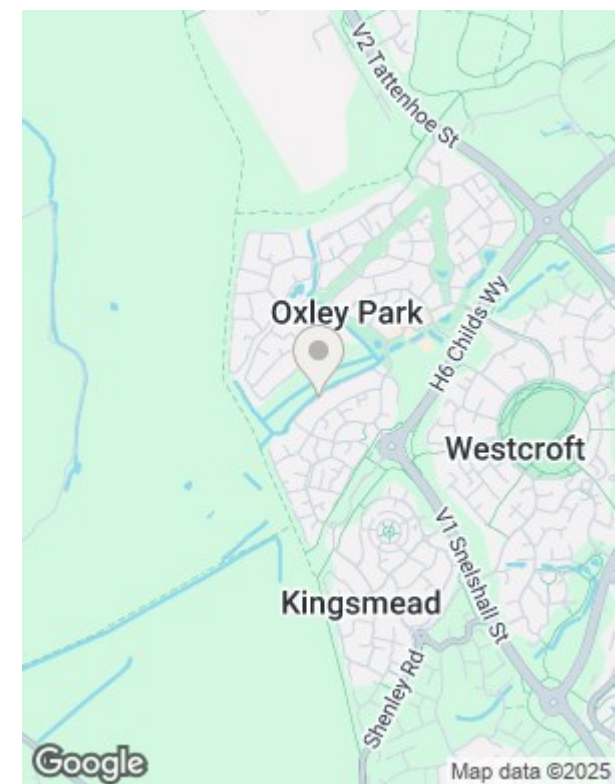 V2 Tattenhoe St
Oxley Park
H6 Childs Wy
Westcroft
V1 Snelshall St
Kingsmead
Shenley Rd
Google
Map data ©2025